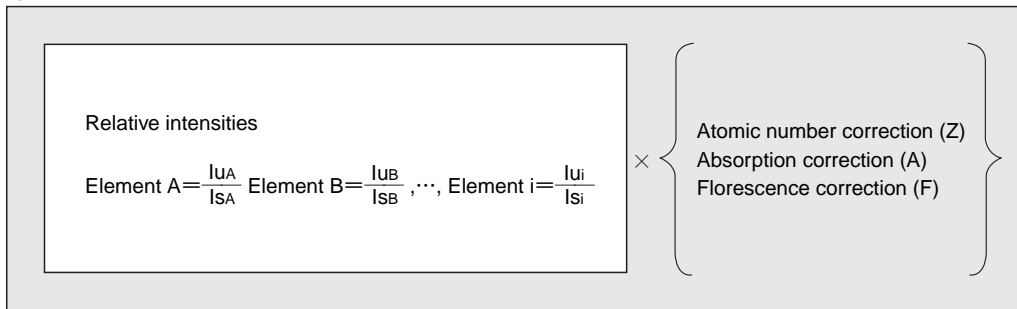 Relative intensities
Element A=IuA/IsA Element B=IuB/IsB ,⋯, Element i=Iui/Isi
×
Atomic number correction (Z)
Absorption correction (A)
Florescence correction (F)